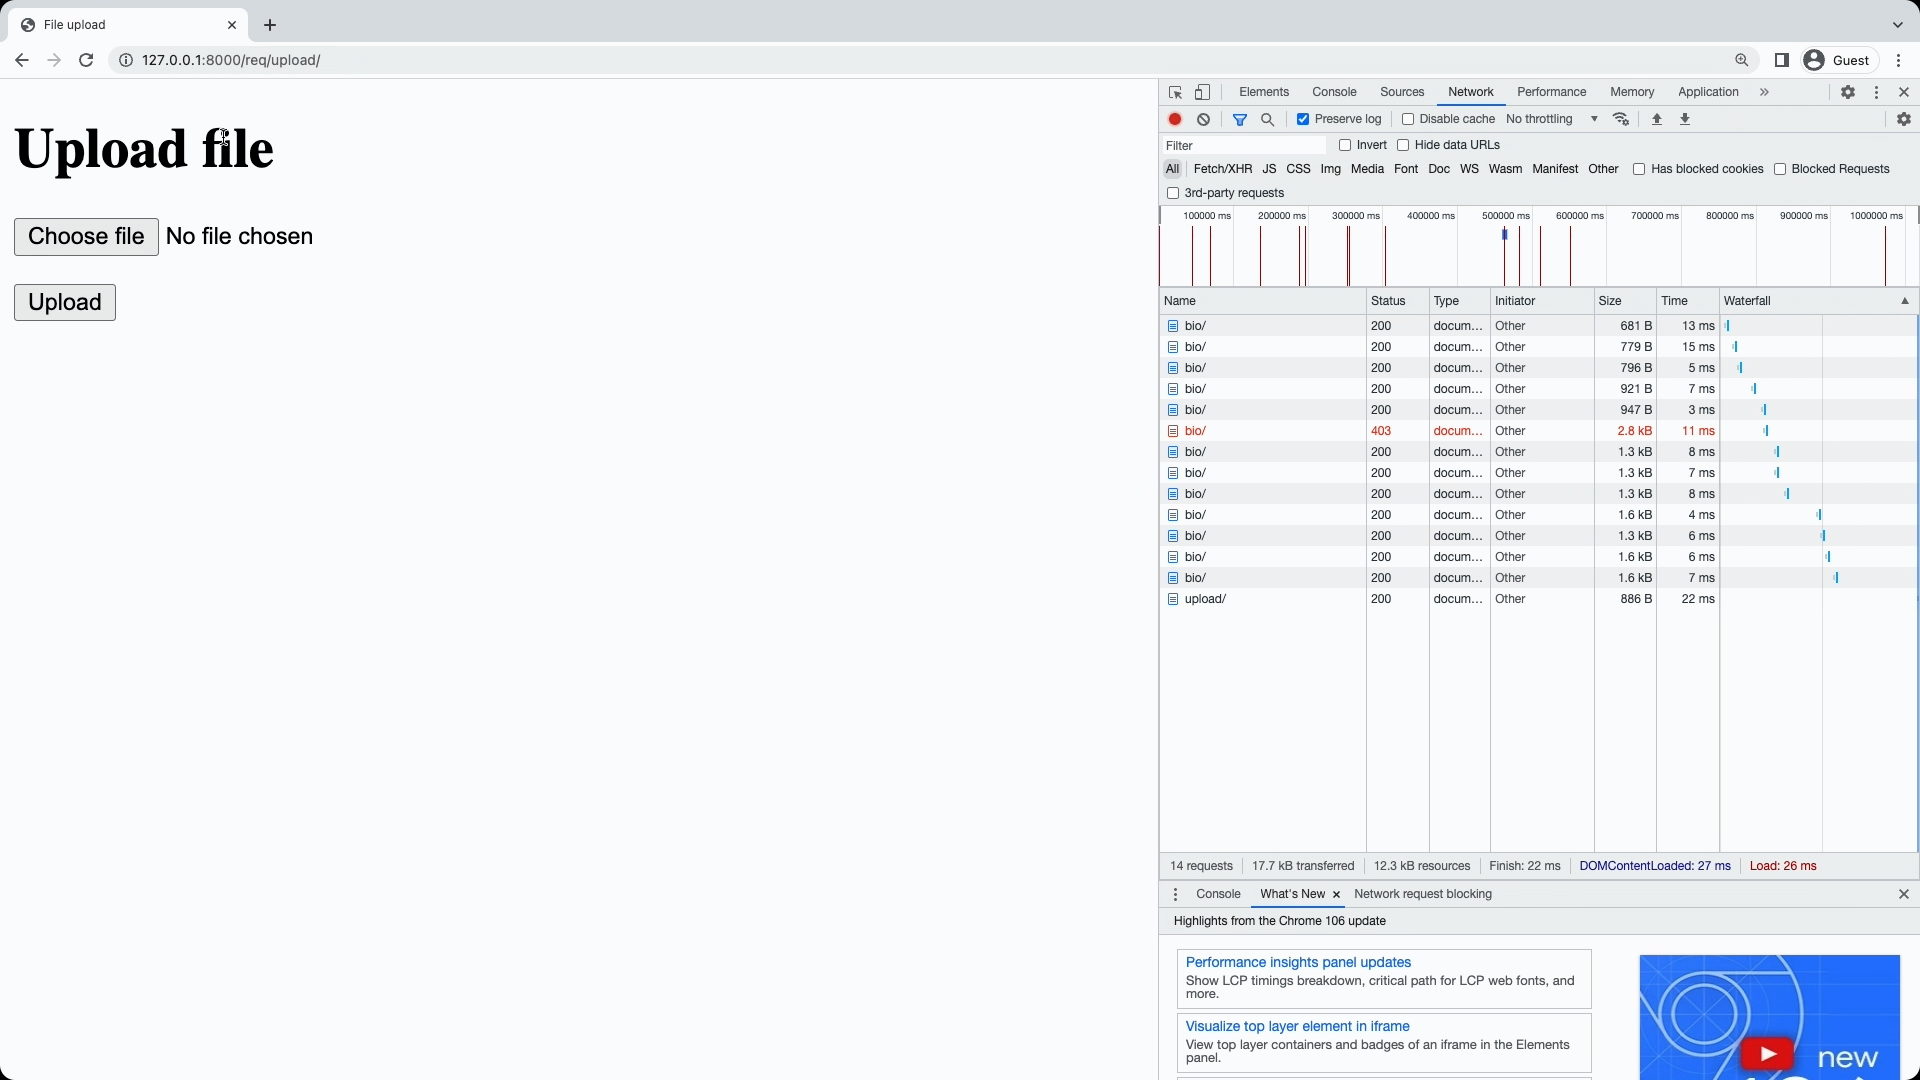 File upload
127.0.0.1:8000/req/upload/
Guest
Upload file
Choose file No file chosen
Upload
Elements Console Sources Network Performance Memory Application
Preserve log Disable cache No throttling
Filter Invert Hide data URLs
All Fetch/XHR JS CSS Img Media Font Doc WS Wasm Manifest Other Has blocked cookies Blocked Requests
3rd-party requests
100000 ms 200000 ms 300000 ms 400000 ms 500000 ms 600000 ms 700000 ms 800000 ms 900000 ms 1000000 ms
Name Status Type Initiator Size Time Waterfall
bio/ 200 docum... Other 681 B 13 ms
bio/ 200 docum... Other 779 B 15 ms
bio/ 200 docum... Other 796 B 5 ms
bio/ 200 docum... Other 921 B 7 ms
bio/ 200 docum... Other 947 B 3 ms
bio/ 403 docum... Other 2.8 kB 11 ms
bio/ 200 docum... Other 1.3 kB 8 ms
bio/ 200 docum... Other 1.3 kB 7 ms
bio/ 200 docum... Other 1.3 kB 8 ms
bio/ 200 docum... Other 1.6 kB 4 ms
bio/ 200 docum... Other 1.3 kB 6 ms
bio/ 200 docum... Other 1.6 kB 6 ms
bio/ 200 docum... Other 1.6 kB 7 ms
upload/ 200 docum... Other 886 B 22 ms
14 requests 17.7 kB transferred 12.3 kB resources Finish: 22 ms DOMContentLoaded: 27 ms Load: 26 ms
Console What's New Network request blocking
Highlights from the Chrome 106 update
Performance insights panel updates
Show LCP timings breakdown, critical path for LCP web fonts, and
more.
Visualize top layer element in iframe
View top layer containers and badges of an iframe in the Elements
panel.
new